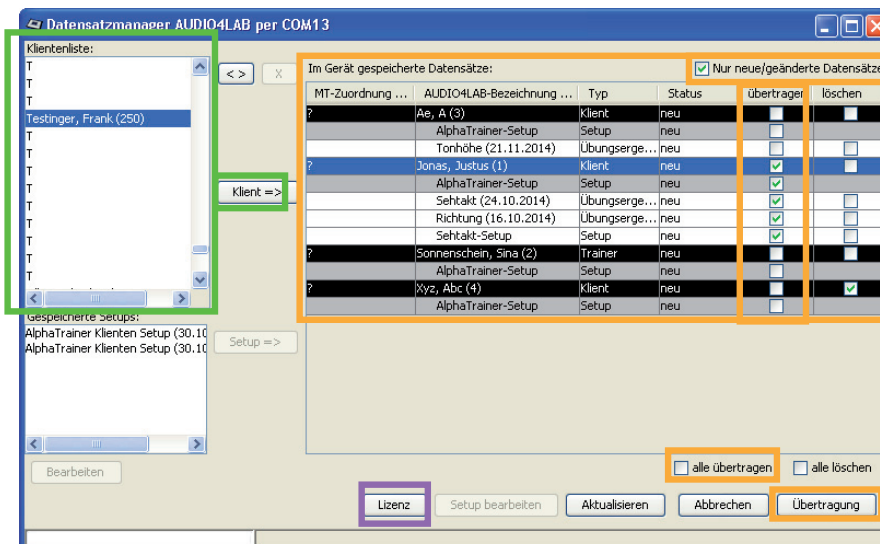 Datensatzmanager AUDIO4LAB per COM13
Klientenliste:
T
T
T
Testinger, Frank (250)
T
T
T
T
T
T
T
T
T
< >
X
Klient =>
Gespeicherte Setups:
AlphaTrainer Klienten Setup (30.10
AlphaTrainer Klienten Setup (30.10
Setup =>
Bearbeiten
Im Gerät gespeicherte Datensätze:
Nur neue/geänderte Datensätze
MT-Zuordnung ... AUDIO4LAB-Bezeichnung ... Typ Status übertragen löschen
? Ae, A (3) Klient neu
AlphaTrainer-Setup Setup neu
Tonhöhe (21.11.2014) Übungserge... neu
? Jonas, Justus (1) Klient neu
AlphaTrainer-Setup Setup neu
Sehtakt (24.10.2014) Übungserge... neu
Richtung (16.10.2014) Übungserge... neu
Sehtakt-Setup Setup neu
? Sonnenschein, Sina (2) Trainer neu
AlphaTrainer-Setup Setup neu
? Xyz, Abc (4) Klient neu
AlphaTrainer-Setup Setup neu
alle übertragen alle löschen
Lizenz Setup bearbeiten Aktualisieren Abbrechen Übertragung